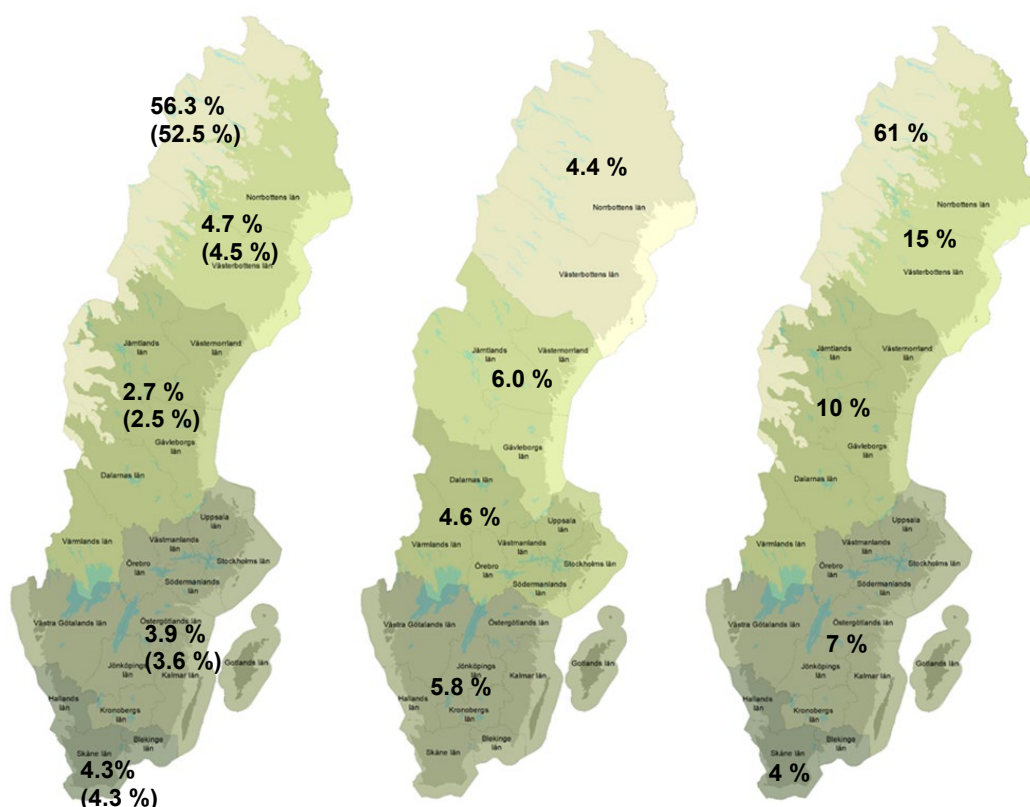 56.3 %
(52.5 %)
Norrbottens län
4.7 %
(4.5 %)
Västerbottens län
Jämtlands
län
Västernorrland
län
2.7 %
(2.5 %)
Gävleborgs
län
Dalarnas län
Uppsala
län
Värmlands
län
Västmanlands
län
Örebro
län
Stockholms län
Södermanlands
län
Västra Götalands län
Östergötlands
län
3.9 %
(3.6 %)
Jönköpings
län
Kalmar län
Gotlands län
Hallands
län
Kronobergs
län
Blekinge
län
Skåne län
4.3%
(4.3 %)
4.4 %
Norrbottens län
Västerbottens län
Jämtlands
län
Västernorrland
län
6.0 %
Gävleborgs
län
Dalarnas län
4.6 %
Uppsala
län
Värmlands
län
Västmanlands
län
Örebro
län
Stockholms län
Södermanlands
län
Västra Götalands län
Östergötlands
län
Jönköpings
län
Kalmar län
Gotlands län
5.8 %
Hallands
län
Kronobergs
län
Blekinge
län
Skåne län
61 %
Norrbottens län
15 %
Västerbottens län
Jämtlands
län
Västernorrland
län
10 %
Gävleborgs
län
Dalarnas län
Uppsala
län
Värmlands
län
Västmanlands
län
Örebro
län
Stockholms län
Södermanlands
län
Västra Götalands län
Östergötlands
län
7 %
Jönköpings
län
Kalmar län
Gotlands län
Hallands
län
Kronobergs
län
Blekinge
län
Skåne län
4 %